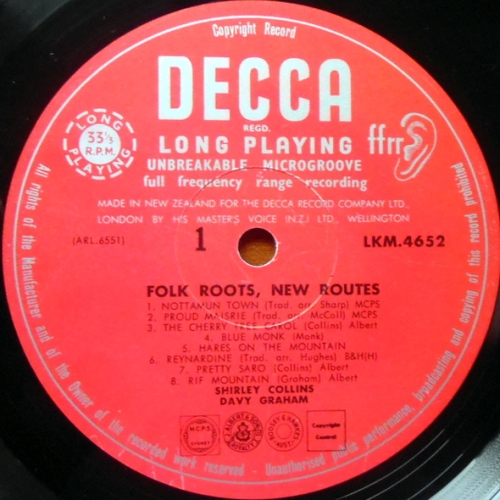 Copyright Record
DECCA
REGD.
LONG PLAYING ffrr
LONG PLAYING
33⅓
R.P.M.
UNBREAKABLE MICROGROOVE
full frequency range recording
MADE IN NEW ZEALAND FOR THE DECCA RECORD COMPANY LTD.,
LONDON BY HIS MASTER'S VOICE (N.Z.) LTD., WELLINGTON
(ARL.6551) 1 LKM.4652
FOLK ROOTS, NEW ROUTES
1. NOTTAMUN TOWN (Trad. arr Sharp) MCPS
2. PROUD MAISRIE (Trad. arr McColl) MCPS
3. THE CHERRY TREE CAROL (Collins) Albert
4. BLUE MONK (Monk)
5. HARES ON THE MOUNTAIN
6. REYNARDINE (Trad. arr. Hughes) B&H(H)
7. PRETTY SARO (Collins) Albert
8. RIF MOUNTAIN (Graham) Albert
SHIRLEY COLLINS
DAVY GRAHAM
M.C.P.S.
SYDNEY
BOOSEY & HAWKES
Copyright
Control
All rights of the Manufacturer and of the Owner of the recorded work reserved - Unauthorised public performance, broadcasting and copying of this record prohibited